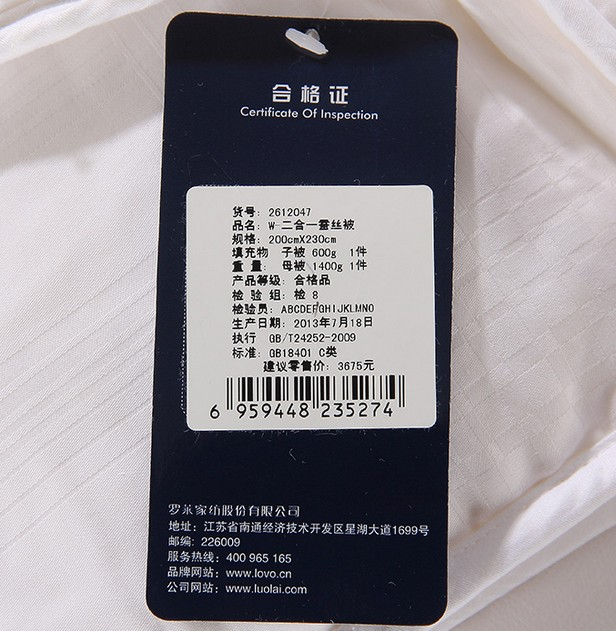 合格证
Certificate Of Inspection
货号: 2612047
品名: W-二合一蚕丝被
规格: 200cmX230cm
填充物 子被 600g 1件
重 量: 母被 1400g 1件
产品等级: 合格品
检 验 组: 检 8
检验员: ABCDEFGHIJKLMNO
生产日期: 2013年7月18日
执行 GB/T24252-2009
标准: GB18401 C类
建议零售价: 3675元
6 959448 235274
罗莱家纺股份有限公司
地址: 江苏省南通经济技术开发区星湖大道1699号
邮编: 226009
服务热线: 400 965 165
品牌网站: www.lovo.cn
公司网站: www.luolai.com